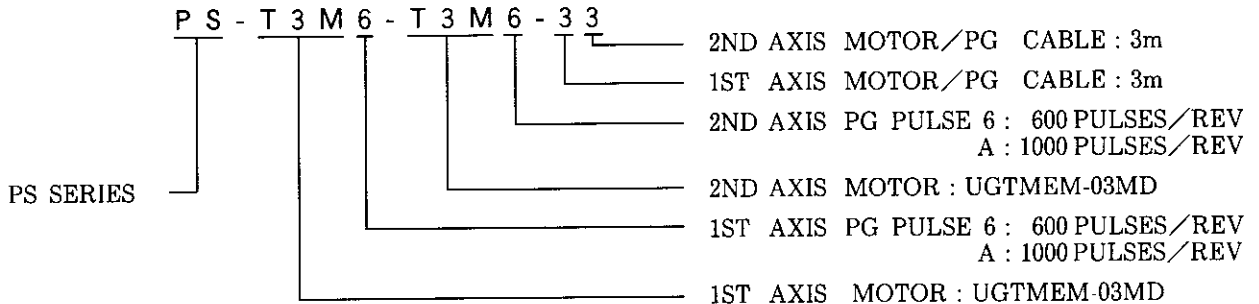 PS-T3M6-T3M6-33
2ND AXIS MOTOR/PG CABLE : 3m
1ST AXIS MOTOR/PG CABLE : 3m
2ND AXIS PG PULSE 6 : 600 PULSES/REV
A : 1000 PULSES/REV
PS SERIES
2ND AXIS MOTOR : UGTMEM-03MD
1ST AXIS PG PULSE 6 : 600 PULSES/REV
A : 1000 PULSES/REV
1ST AXIS MOTOR : UGTMEM-03MD